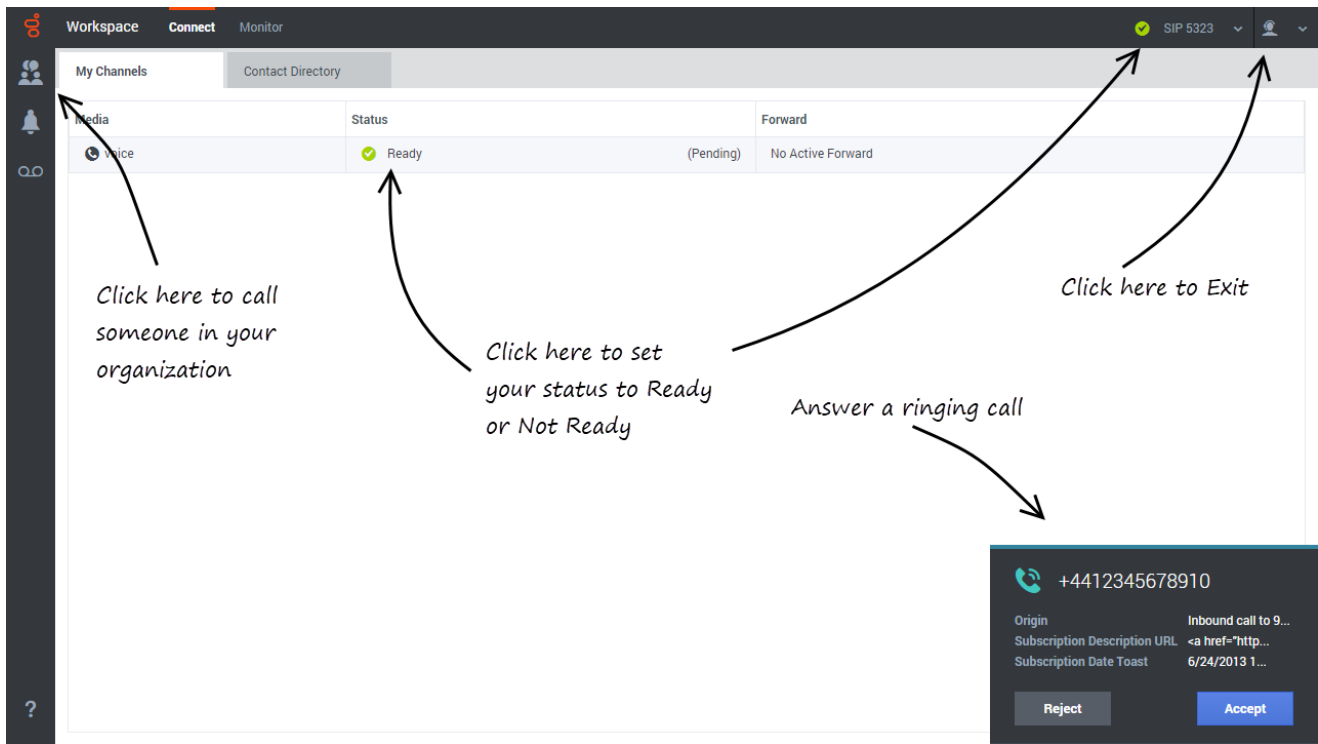 Workspace Connect Monitor SIP 5323
My Channels Contact Directory
Media Status Forward
voice Ready (Pending) No Active Forward
Click here to call
someone in your
organization
Click here to set
your status to Ready
or Not Ready
Click here to Exit
Answer a ringing call
+4412345678910
Origin Inbound call to 9...
Subscription Description URL <a href="http...
Subscription Date Toast 6/24/2013 1...
Reject Accept
?